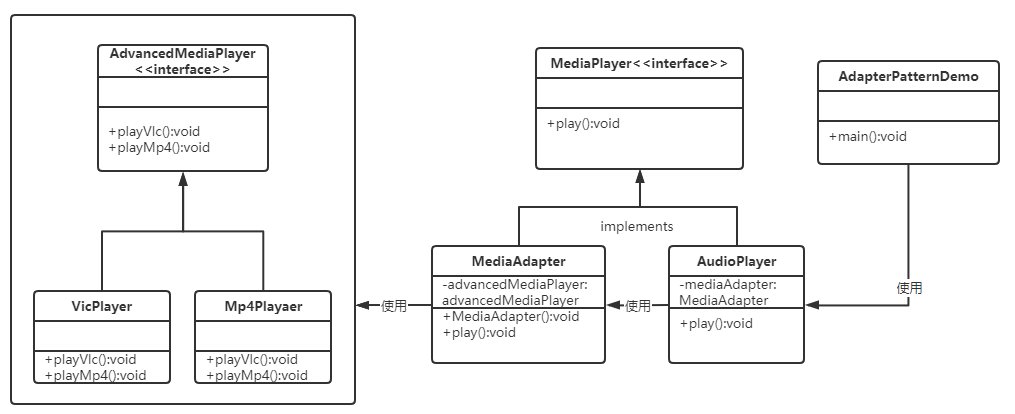 AdvancedMediaPlayer
<<interface>>
+playVlc():void
+playMp4():void
VicPlayer
+playVlc():void
+playMp4():void
Mp4Playaer
+playVlc():void
+playMp4():void
MediaPlayer<<interface>>
+play():void
implements
MediaAdapter
-advancedMediaPlayer:
advancedMediaPlayer
+MediaAdapter():void
+play():void
使用
AudioPlayer
-mediaAdapter:
MediaAdapter
+play():void
使用
AdapterPatternDemo
+main():void
使用